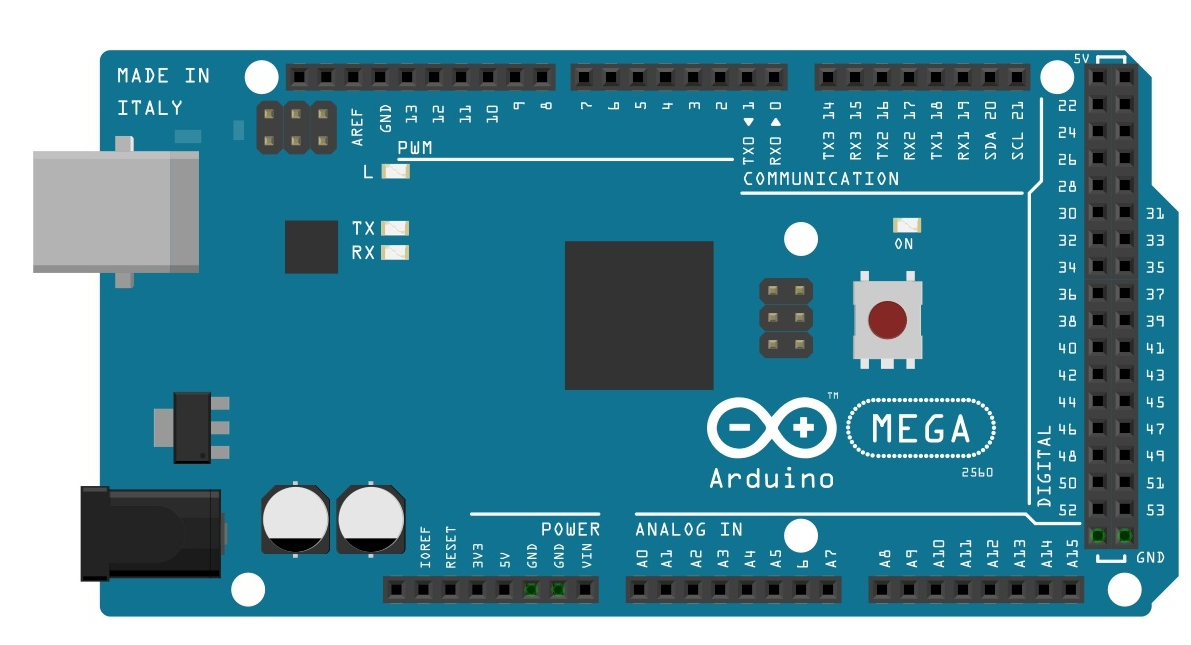 MADE IN
ITALY
5V
AREF
GND
13
12
11
10
9
8
7
6
5
4
3
2
TX0 ◀ 1
RX0 ▶ 0
TX3 14
RX3 15
TX2 16
RX2 17
TX1 18
RX1 19
SDA 20
SCL 21
PWM
COMMUNICATION
L
TX
RX
ON
22
24
26
28
30 31
32 33
34 35
36 37
38 39
40 41
42 43
44 45
46 47
48 49
50 51
52 53
DIGITAL
GND
TM
MEGA
2560
Arduino
POWER
ANALOG IN
IOREF
RESET
3V3
5V
GND
GND
VIN
A0
A1
A2
A3
A4
A5
6
A7
A8
A9
A10
A11
A12
A13
A14
A15